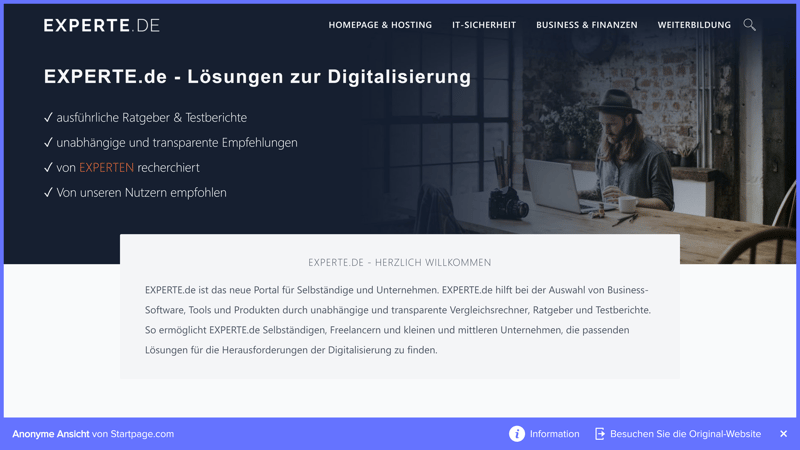 EXPERTE.DE
HOMEPAGE & HOSTING
IT-SICHERHEIT
BUSINESS & FINANZEN
WEITERBILDUNG
EXPERTE.de - Lösungen zur Digitalisierung
✓ ausführliche Ratgeber & Testberichte
✓ unabhängige und transparente Empfehlungen
✓ von EXPERTEN recherchiert
✓ Von unseren Nutzern empfohlen
EXPERTE.DE - HERZLICH WILLKOMMEN
EXPERTE.de ist das neue Portal für Selbständige und Unternehmen. EXPERTE.de hilft bei der Auswahl von Business-
Software, Tools und Produkten durch unabhängige und transparente Vergleichsrechner, Ratgeber und Testberichte.
So ermöglicht EXPERTE.de Selbständigen, Freelancern und kleinen und mittleren Unternehmen, die passenden
Lösungen für die Herausforderungen der Digitalisierung zu finden.
Anonyme Ansicht von Startpage.com
Information
Besuchen Sie die Original-Website